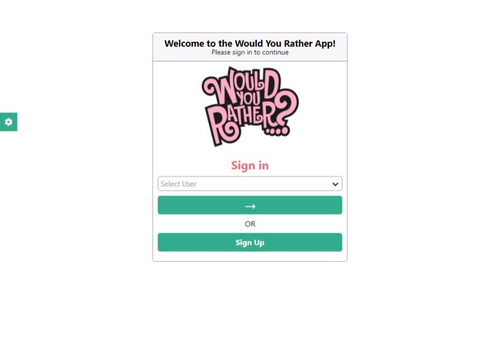 Welcome to the Would You Rather App!
Please sign in to continue
WOULD
YOU
RATHER?...
Sign in
Select User
→
OR
Sign Up